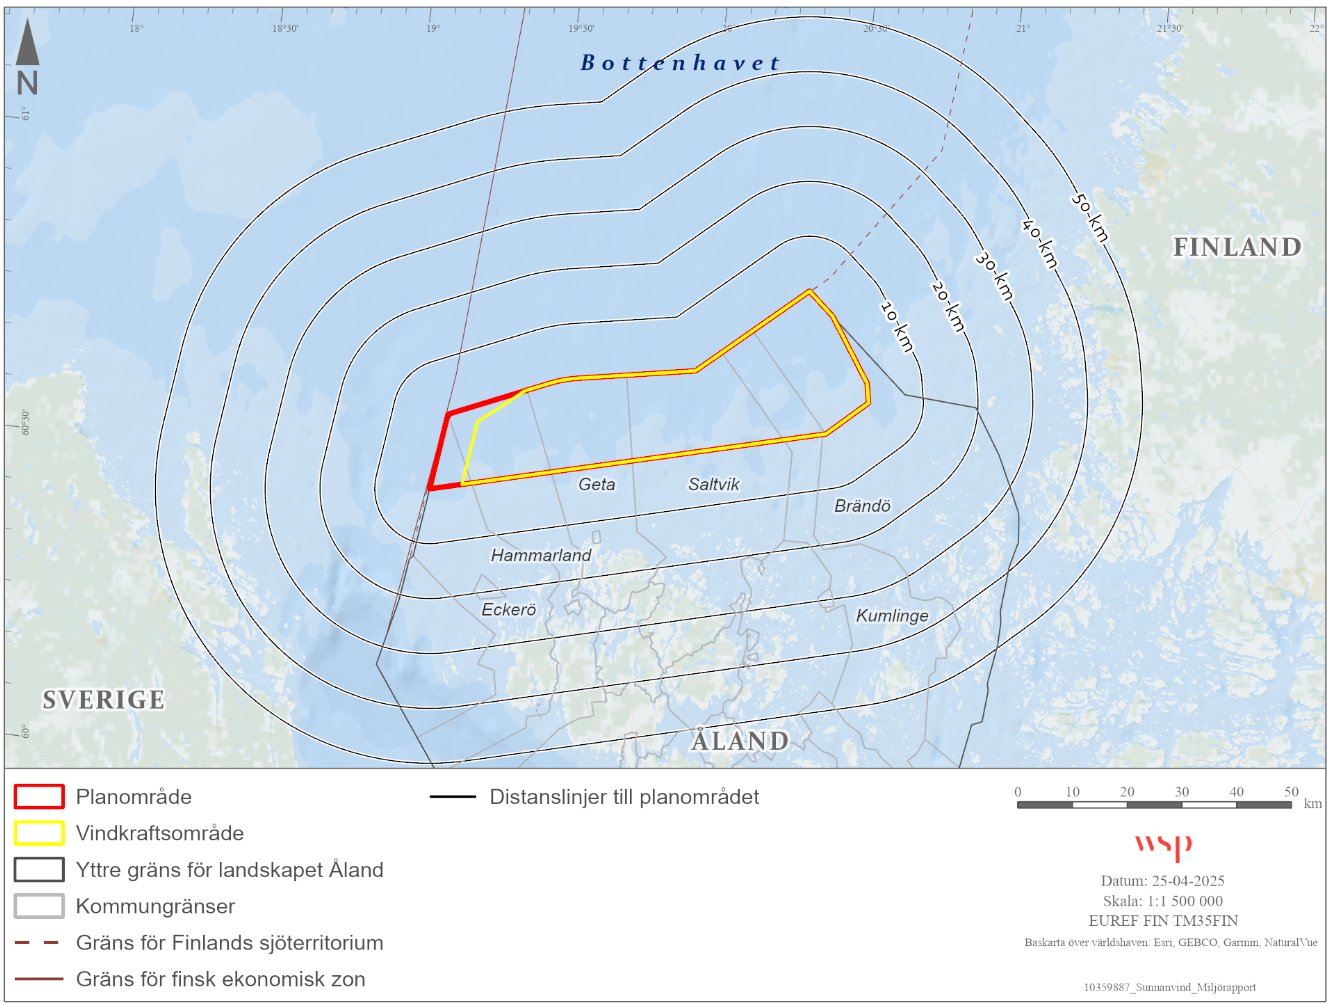 18°
18°30'
19°
19°30'
20°
20°30'
21°
21°30'
22°
N
Bottenhavet
61°
50-km
40-km
FINLAND
30-km
20-km
10-km
60°30'
Geta
Saltvik
Brändö
Hammarland
Eckerö
Kumlinge
SVERIGE
60°
ÅLAND
Planområde
Distanslinjer till planområdet
Vindkraftsområde
Yttre gräns för landskapet Åland
Kommungränser
Gräns för Finlands sjöterritorium
Gräns för finsk ekonomisk zon
0 10 20 30 40 50
km
wsp
Datum: 25-04-2025
Skala: 1:1 500 000
EUREF FIN TM35FIN
Baskarta över världshaven: Esri, GEBCO, Garmin, NaturalVue
10359887_Sunnanvind_Miljörapport